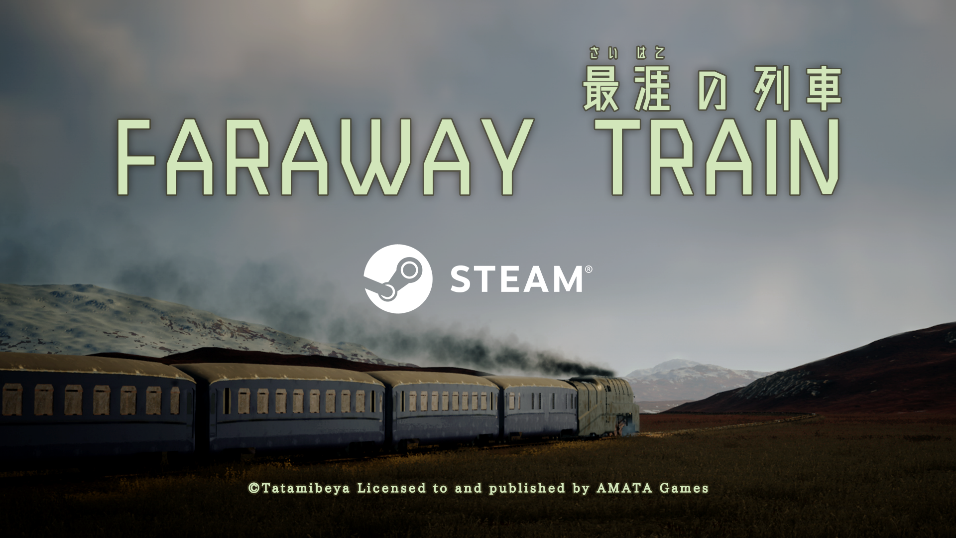 さい はて
最涯の列車
FARAWAY TRAIN
STEAM®
©Tatamibeya Licensed to and published by AMATA Games